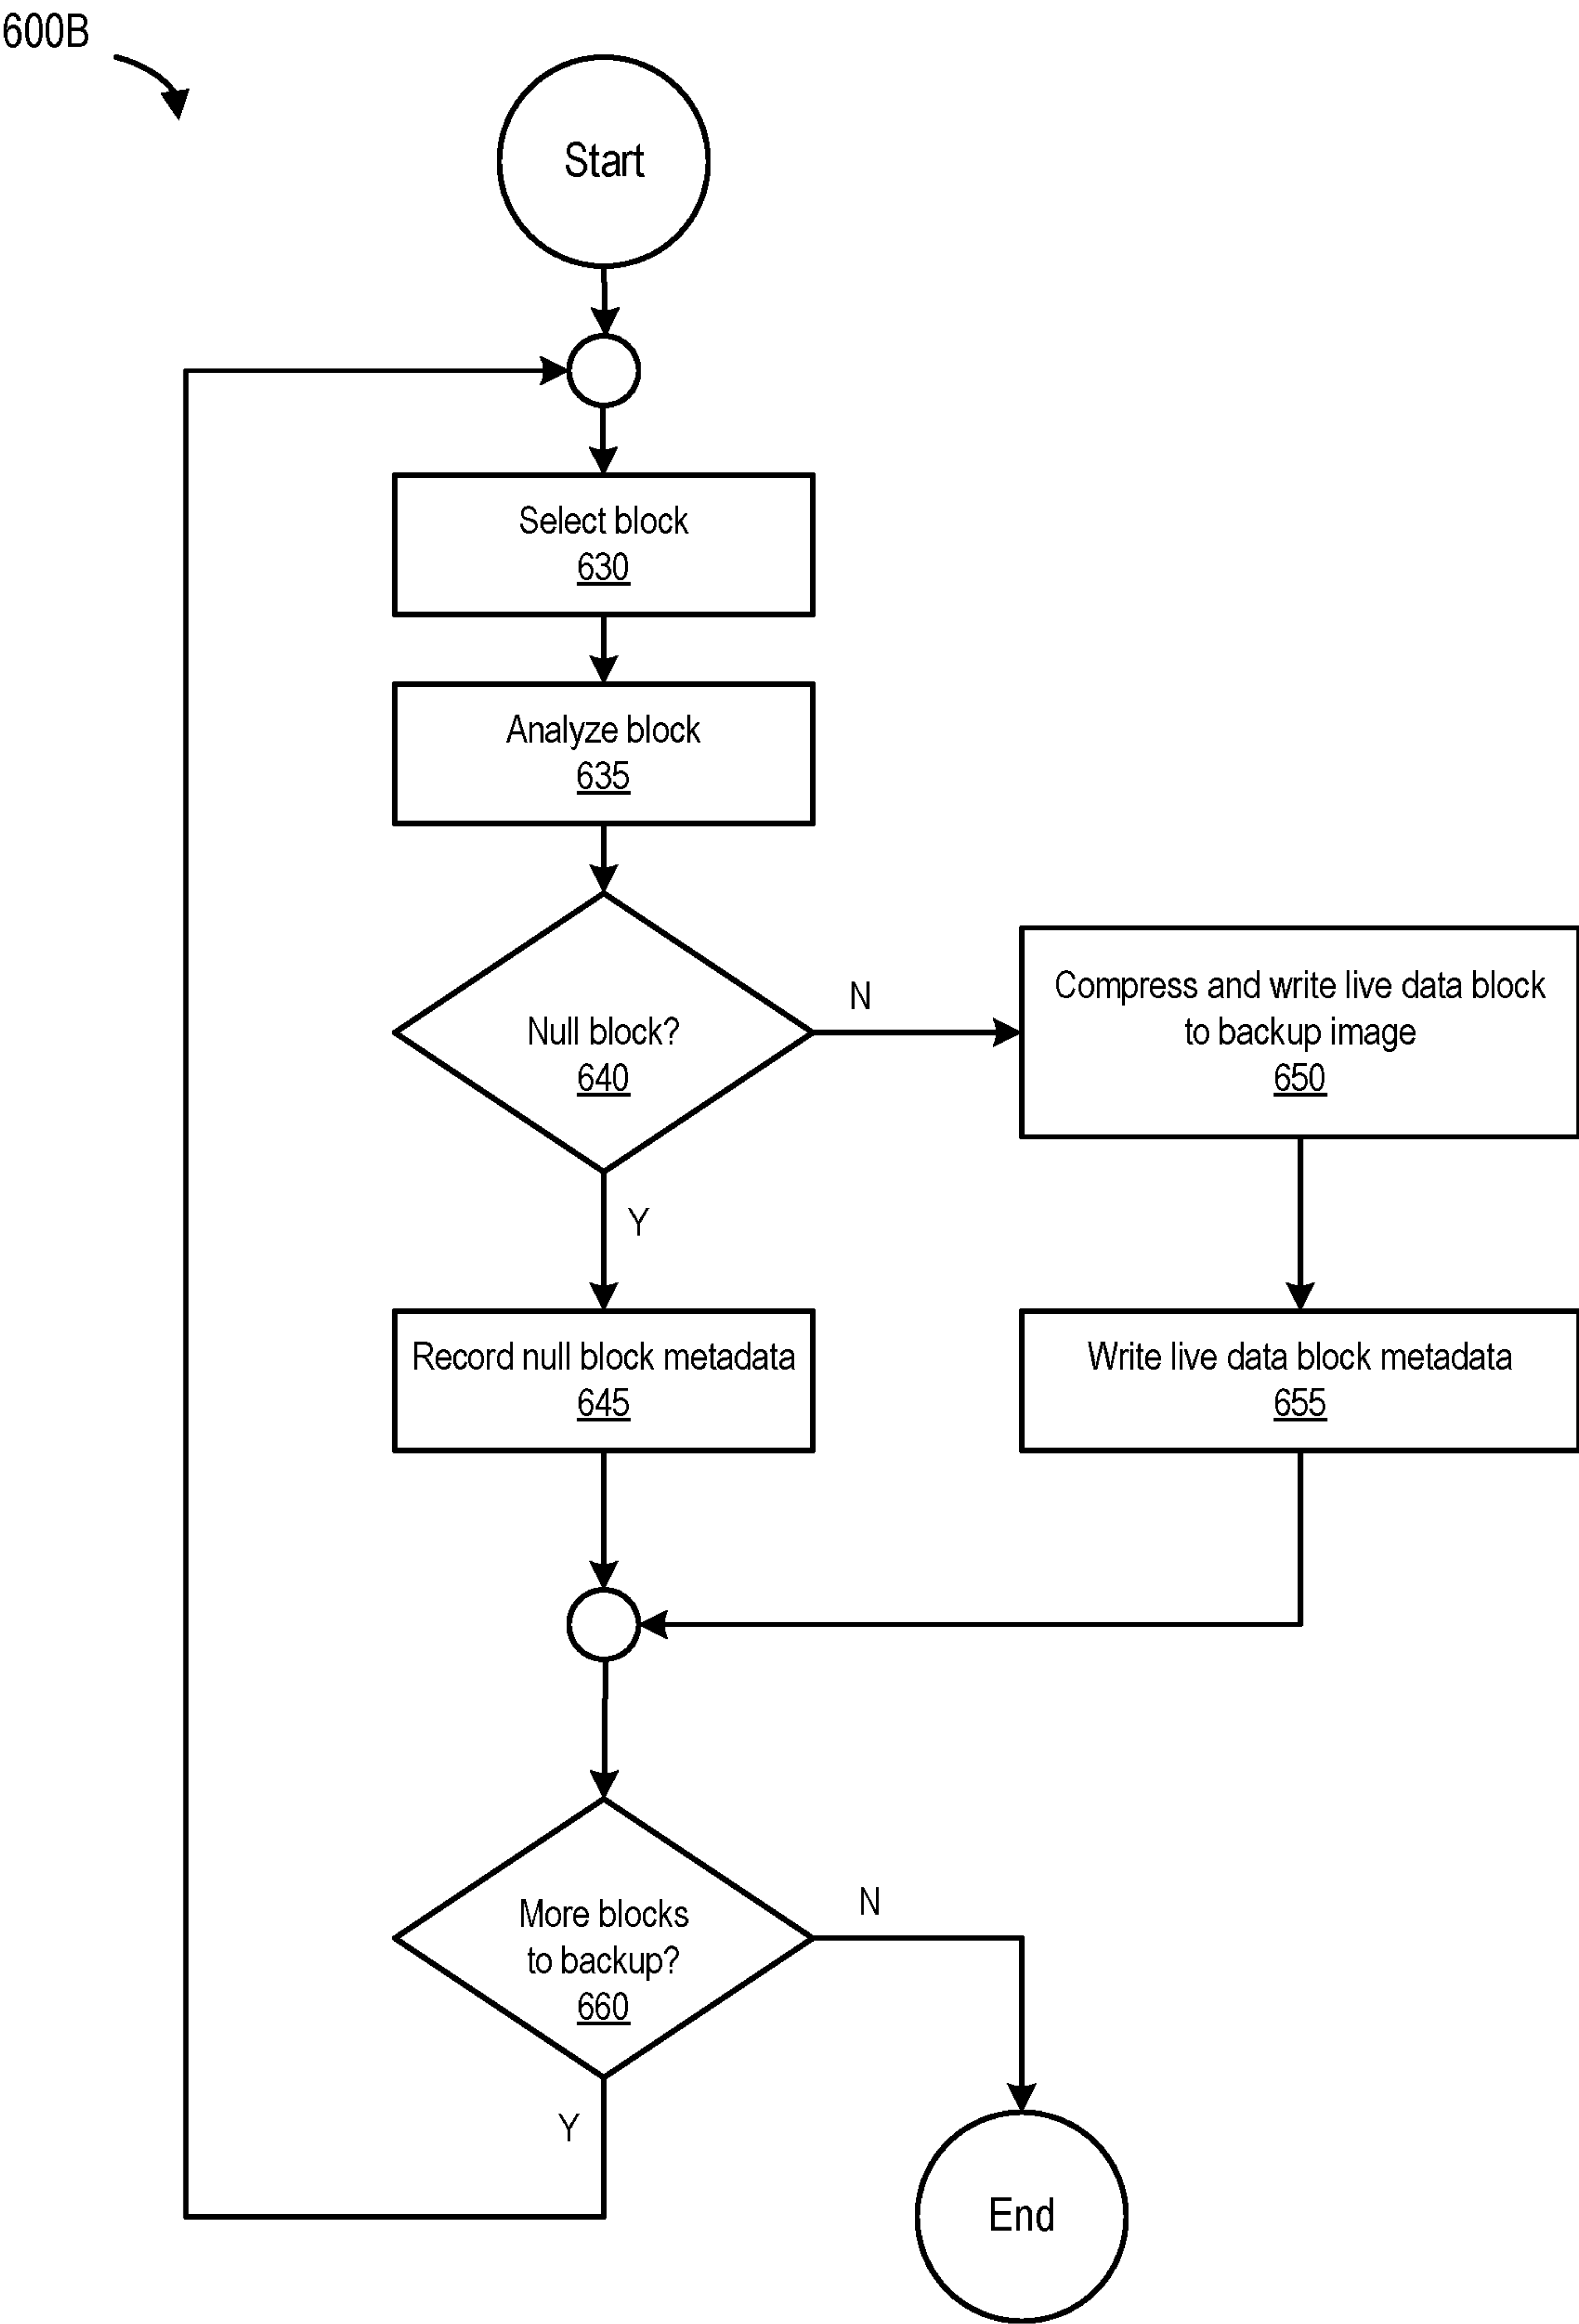 600B
Start
Select block
630
Analyze block
635
Null block?
640
N
Compress and write live data block
to backup image
650
Y
Record null block metadata
645
Write live data block metadata
655
More blocks
to backup?
660
N
Y
End